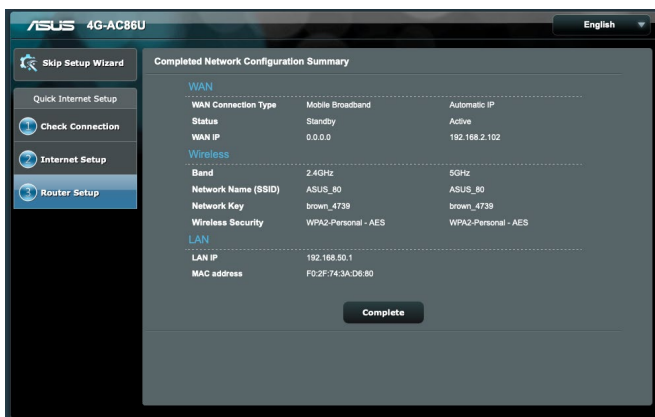 ASUS 4G-AC86U
English
Skip Setup Wizard
Quick Internet Setup
1 Check Connection
2 Internet Setup
3 Router Setup
Completed Network Configuration Summary
WAN
WAN Connection Type Mobile Broadband Automatic IP
Status Standby Active
WAN IP 0.0.0.0 192.168.2.102
Wireless
Band 2.4GHz 5GHz
Network Name (SSID) ASUS_80 ASUS_80
Network Key brown_4739 brown_4739
Wireless Security WPA2-Personal - AES WPA2-Personal - AES
LAN
LAN IP 192.168.50.1
MAC address F0:2F:74:3A:D6:80
Complete